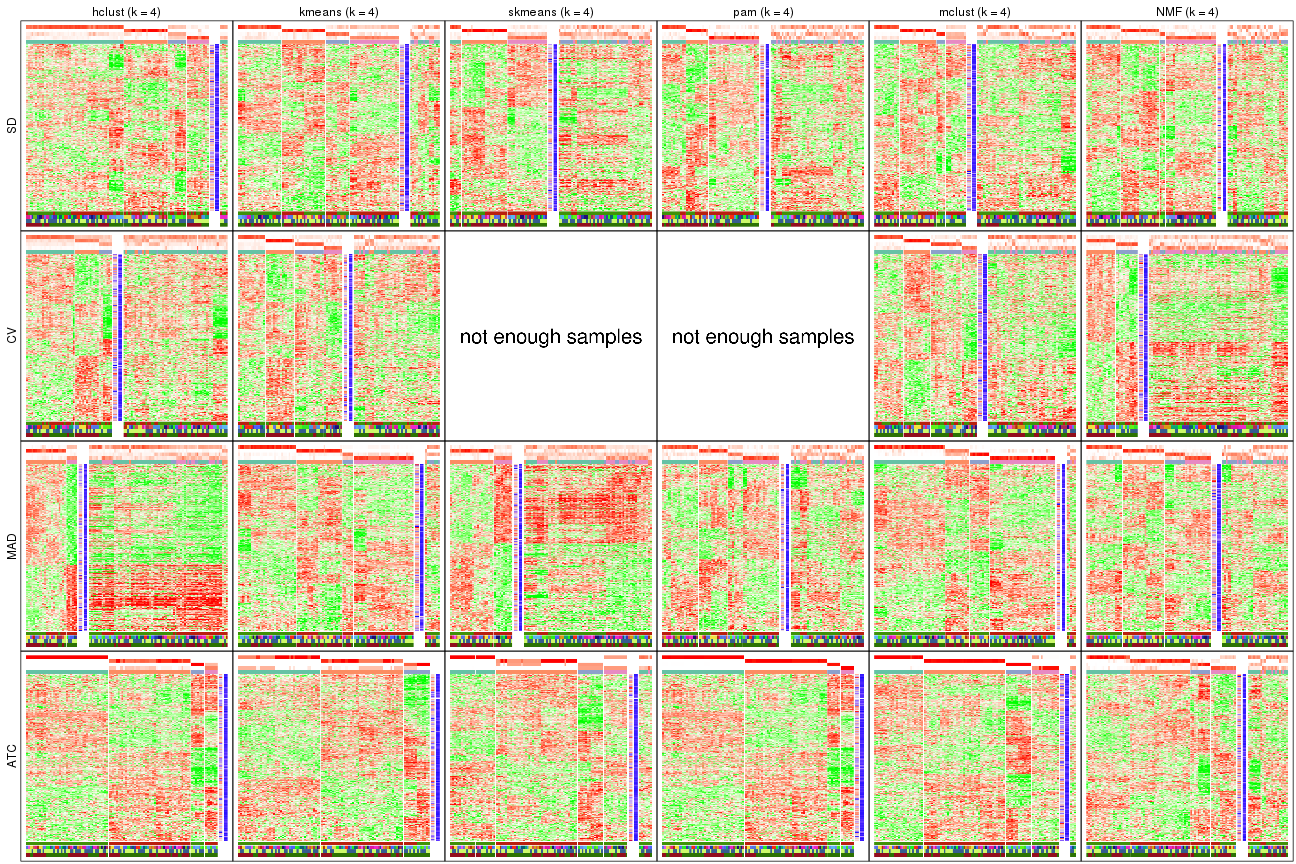 hclust (k = 4)
kmeans (k = 4)
skmeans (k = 4)
pam (k = 4)
mclust (k = 4)
NMF (k = 4)
SD
CV
not enough samples
not enough samples
MAD
ATC